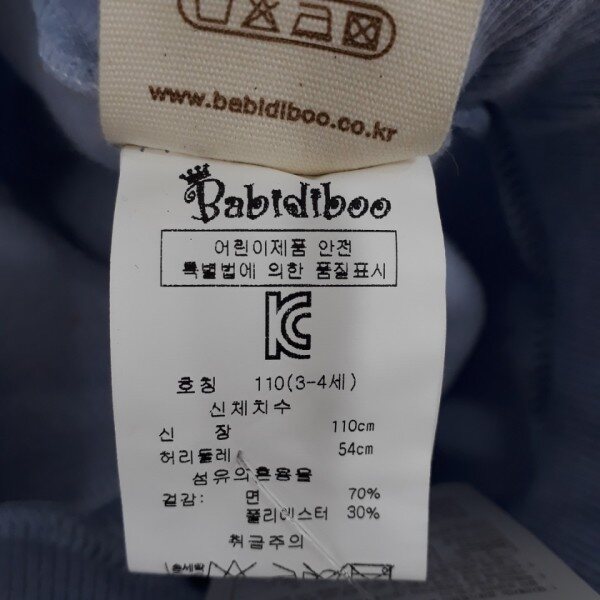 www.babidiboo.co.kr
Babidiboo
어린이제품 안전
특별법에 의한 품질표시
KC
호칭 110(3-4세)
신체치수
신 장 110cm
허리둘레 54cm
섬유의혼용율
겉감: 면 70%
폴리에스터 30%
취급주의
손세탁